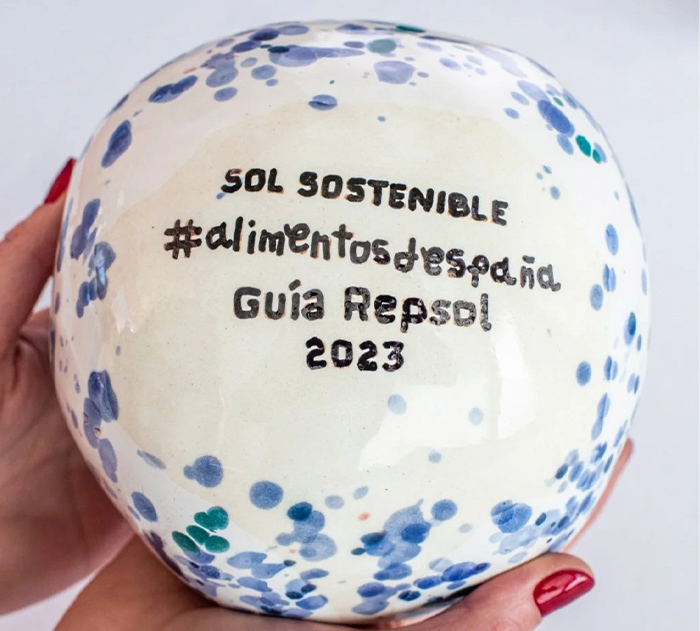 SOL SOSTENIBLE
#alimentosdespaña
GUÍA Repsol
2023